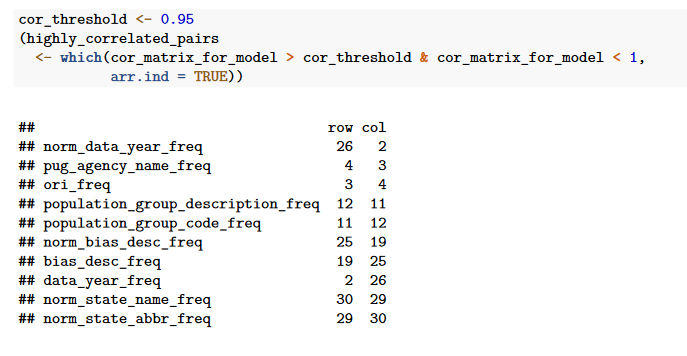 cor_threshold <- 0.95
(highly_correlated_pairs
  <- which(cor_matrix_for_model > cor_threshold & cor_matrix_for_model < 1,
           arr.ind = TRUE))
##                                   row col
## norm_data_year_freq                26   2
## pug_agency_name_freq                4   3
## ori_freq                            3   4
## population_group_description_freq  12  11
## population_group_code_freq         11  12
## norm_bias_desc_freq                25  19
## bias_desc_freq                     19  25
## data_year_freq                      2  26
## norm_state_name_freq               30  29
## norm_state_abbr_freq               29  30